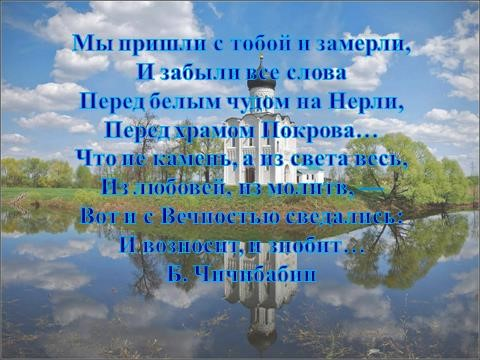 Мы пришли с тобой и замерли,
И забыли все слова
Перед белым чудом на Нерли,
Перед храмом Покрова…
Что не камень, а из света весь,
Из любовей, из молитв, —
Вот и с Вечностью сведались:
И возносит, и знобит…
Б. Чичибабин